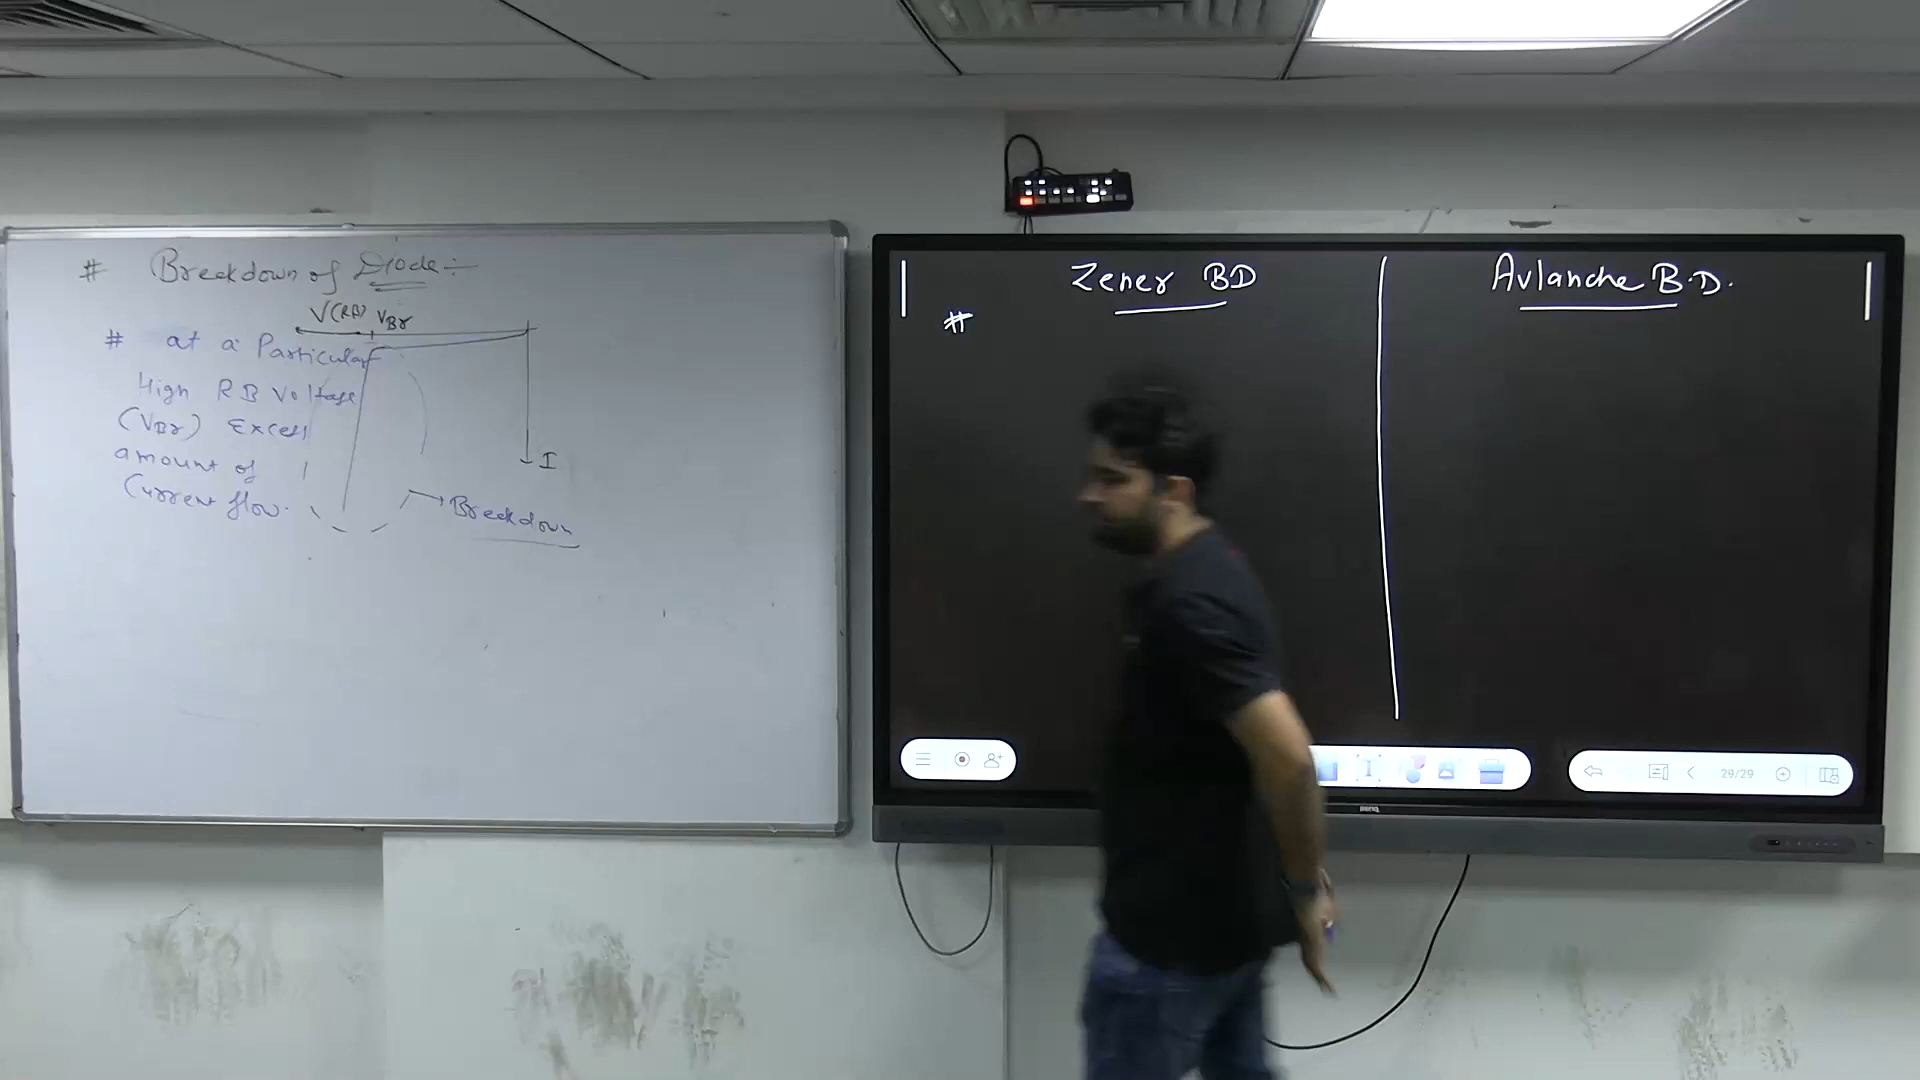 # Breakdown of Diode :-
V(RB) VBr
# at a Particular
High RB Voltage
(VBr) Excess
amount of
Current flow.
I
Breakdown
Zener BD
Avlanche B.D.
#
29/29
BenQ